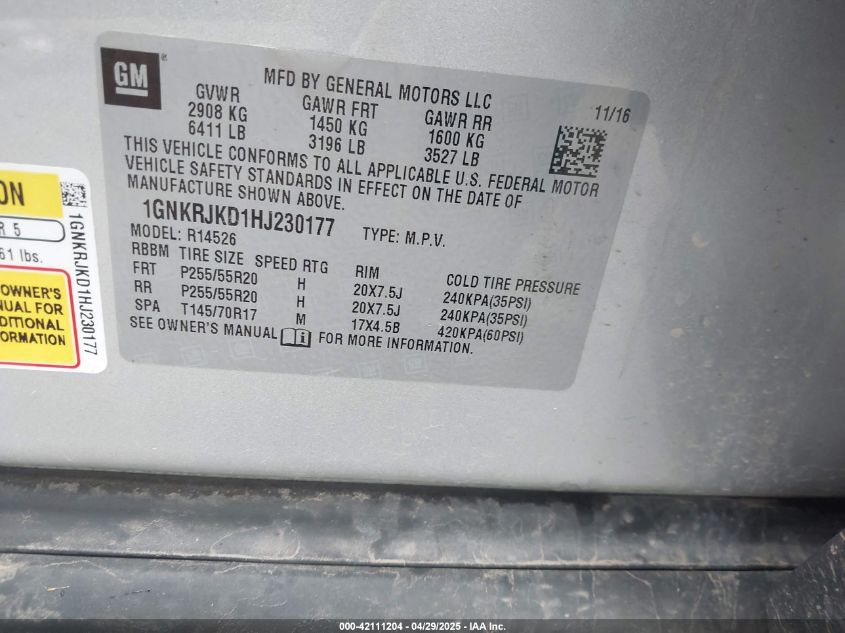 GM
MFD BY GENERAL MOTORS LLC
11/16
GVWR GAWR FRT GAWR RR
2908 KG 1450 KG 1600 KG
6411 LB 3196 LB 3527 LB
THIS VEHICLE CONFORMS TO ALL APPLICABLE U.S. FEDERAL MOTOR
VEHICLE SAFETY STANDARDS IN EFFECT ON THE DATE OF
MANUFACTURE SHOWN ABOVE.
1GNKRJKD1HJ230177 TYPE: M.P.V.
MODEL: R14526
RBBM TIRE SIZE SPEED RTG RIM COLD TIRE PRESSURE
FRT P255/55R20 H 20X7.5J 240KPA(35PSI)
RR P255/55R20 H 20X7.5J 240KPA(35PSI)
SPA T145/70R17 M 17X4.5B 420KPA(60PSI)
SEE OWNER'S MANUAL FOR MORE INFORMATION.
ON
R 5
61 lbs.
OWNER'S
NUAL FOR
DITIONAL
FORMATION
1GNKRJKD1HJ230177
000-42111204 - 04/29/2025 - IAA Inc.